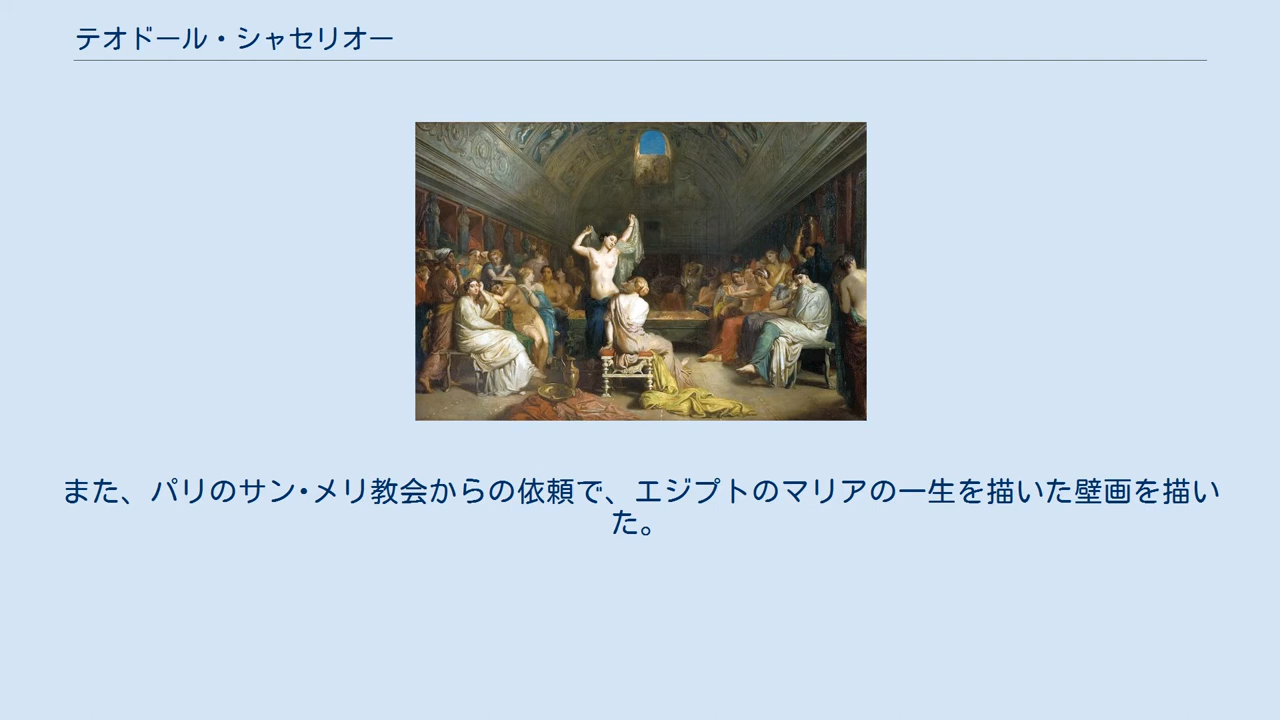 テオドール・シャセリオー
また、パリのサン･メリ教会からの依頼で、エジプトのマリアの一生を描いた壁画を描い
た。